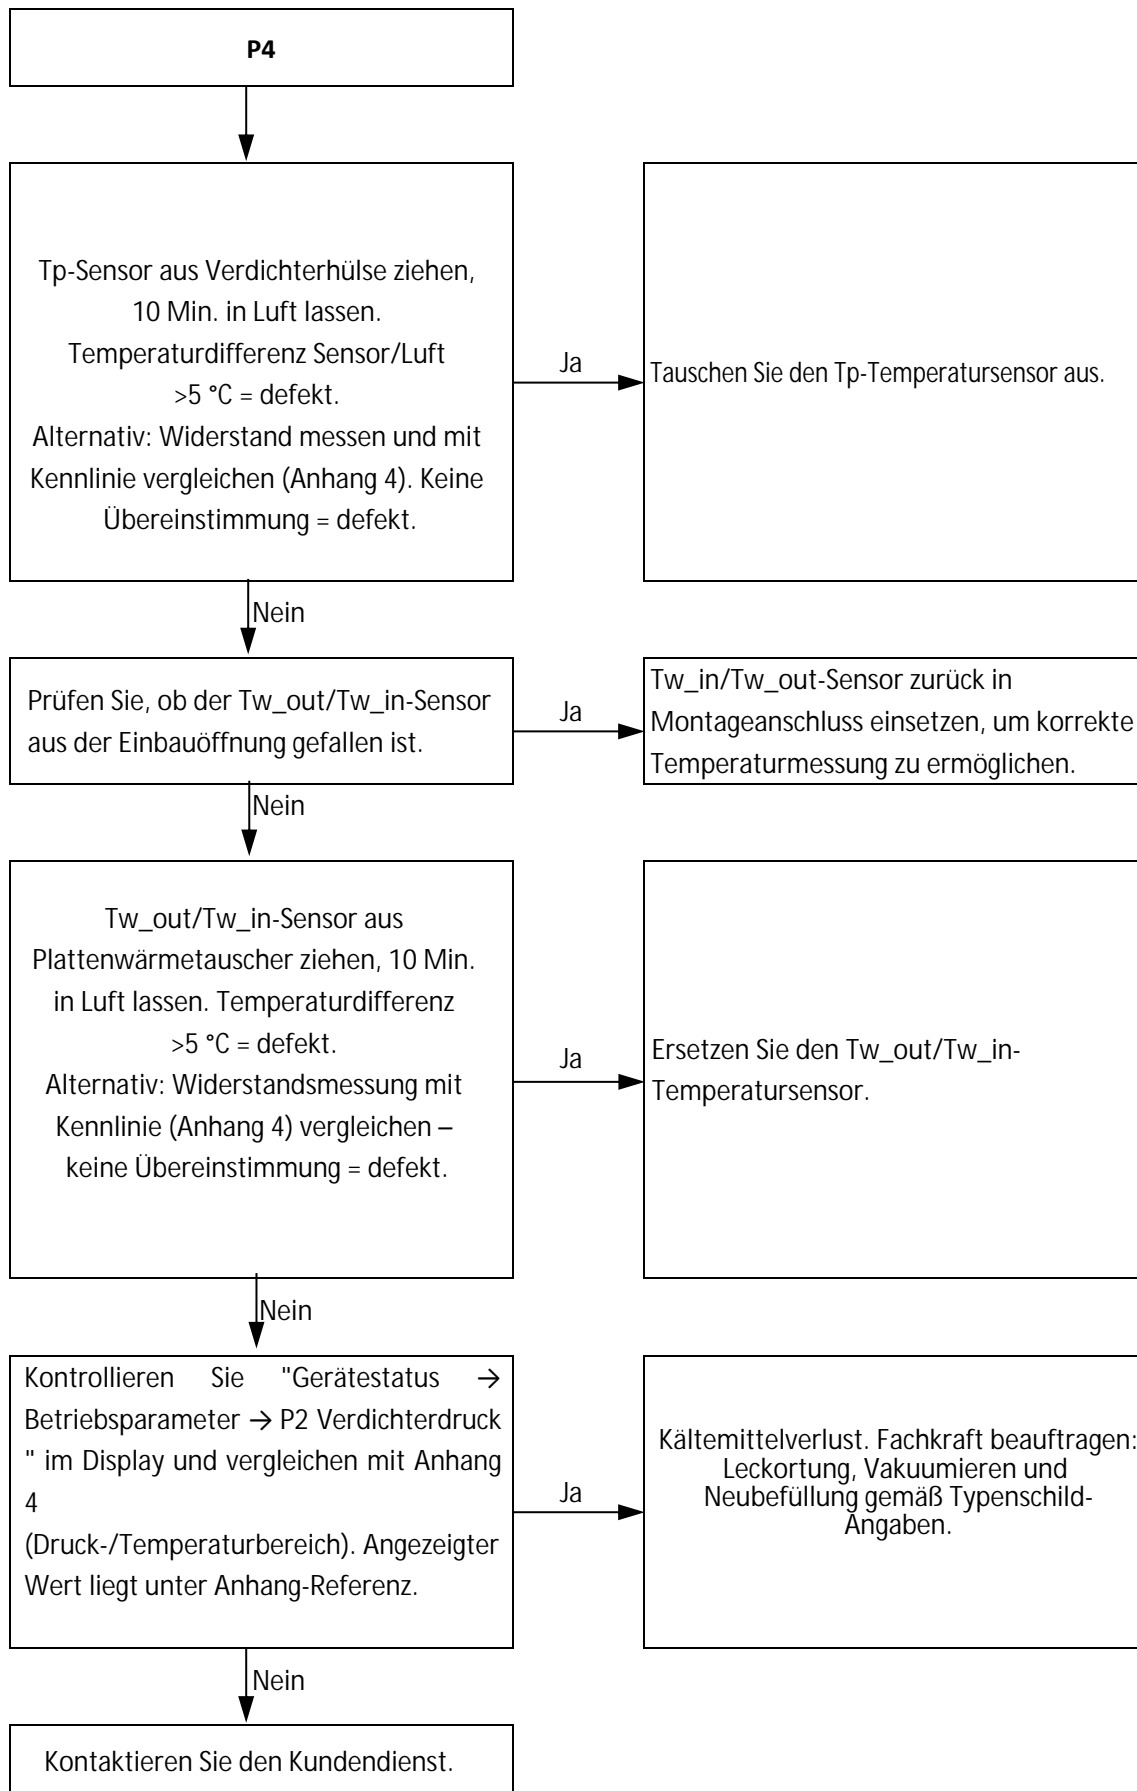 P4
Tp-Sensor aus Verdichterhülse ziehen,
10 Min. in Luft lassen.
Temperaturdifferenz Sensor/Luft
>5 °C = defekt.
Alternativ: Widerstand messen und mit
Kennlinie vergleichen (Anhang 4). Keine
Übereinstimmung = defekt.
Ja
Tauschen Sie den Tp-Temperatursensor aus.
Nein
Prüfen Sie, ob der Tw_out/Tw_in-Sensor
aus der Einbauöffnung gefallen ist.
Ja
Tw_in/Tw_out-Sensor zurück in
Montageanschluss einsetzen, um korrekte
Temperaturmessung zu ermöglichen.
Nein
Tw_out/Tw_in-Sensor aus
Plattenwärmetauscher ziehen, 10 Min.
in Luft lassen. Temperaturdifferenz
>5 °C = defekt.
Alternativ: Widerstandsmessung mit
Kennlinie (Anhang 4) vergleichen –
keine Übereinstimmung = defekt.
Ja
Ersetzen Sie den Tw_out/Tw_in-
Temperatursensor.
Nein
Kontrollieren Sie "Gerätestatus →
Betriebsparameter → P2 Verdichterdruck
" im Display und vergleichen mit Anhang
4
(Druck-/Temperaturbereich). Angezeigter
Wert liegt unter Anhang-Referenz.
Ja
Kältemittelverlust. Fachkraft beauftragen:
Leckortung, Vakuumieren und
Neubefüllung gemäß Typenschild-
Angaben.
Nein
Kontaktieren Sie den Kundendienst.